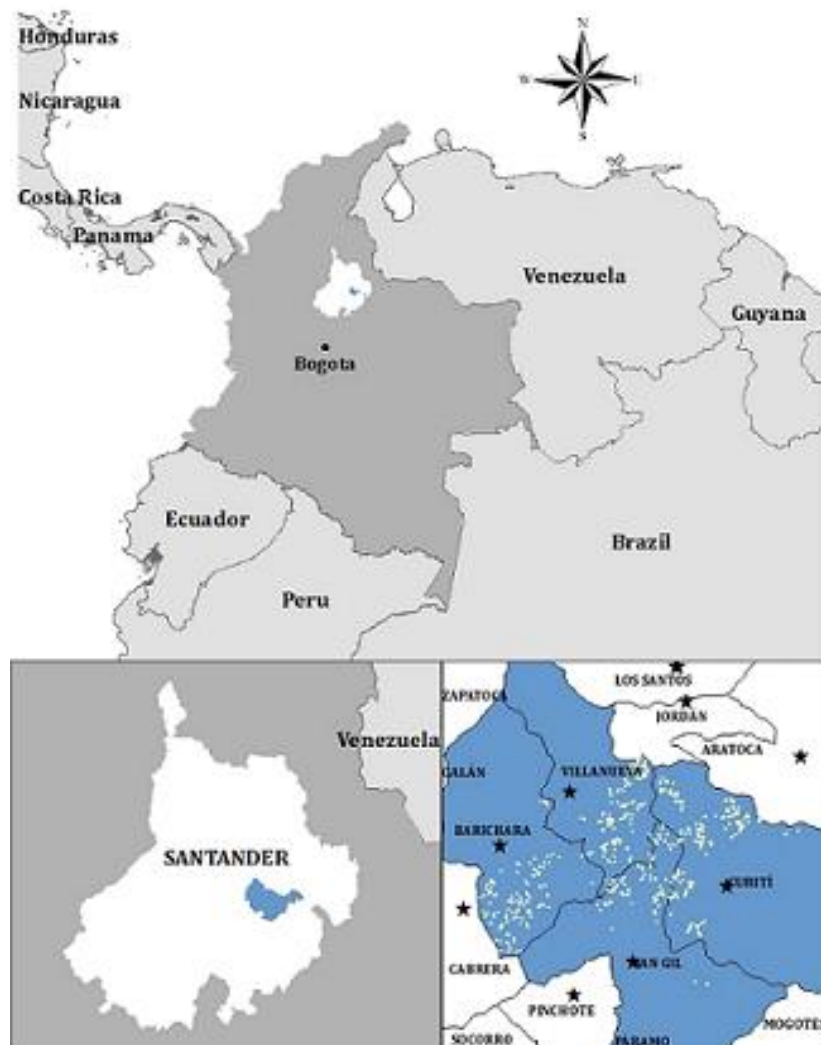 Honduras
N
Nicaragua
W
E
S
Costa Rica
Panama
Venezuela
Guyana
Bogota
Ecuador
Brazil
Peru
Venezuela
SANTANDER
LOS SANTOS
ZAPATOCA
JORDÁN
ARATOCA
GALÁN
VILLANUEVA
BARICHARA
CURITÍ
CABRERA
SAN GIL
PINCHOTE
MOGOTES
SOCORRO
PARAMO